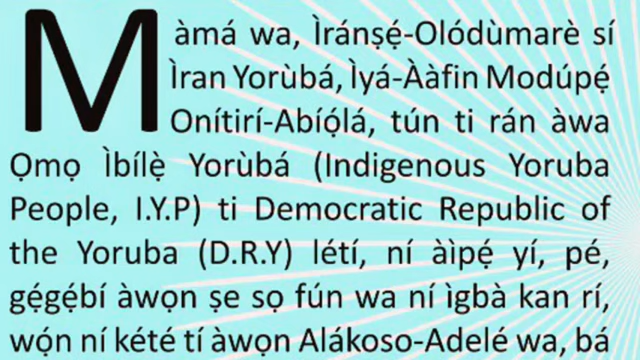 Màmá wa, Ìránṣẹ́-Olódùmarè sí
Ìran Yorùbá, Ìyá-Ààfin Modúpẹ́
Onítirí-Abíọ́lá, tún ti rán àwa
Ọmọ Ìbílẹ̀ Yorùbá (Indigenous Yoruba
People, I.Y.P) ti Democratic Republic of
the Yoruba (D.R.Y) létí, ní àìpẹ́ yí, pé,
gẹ́gẹ́bí àwọn ṣe sọ fún wa ní ìgbà kan rí,
wọ́n ní kété tí àwọn Alákoso-Adelé wa, bá